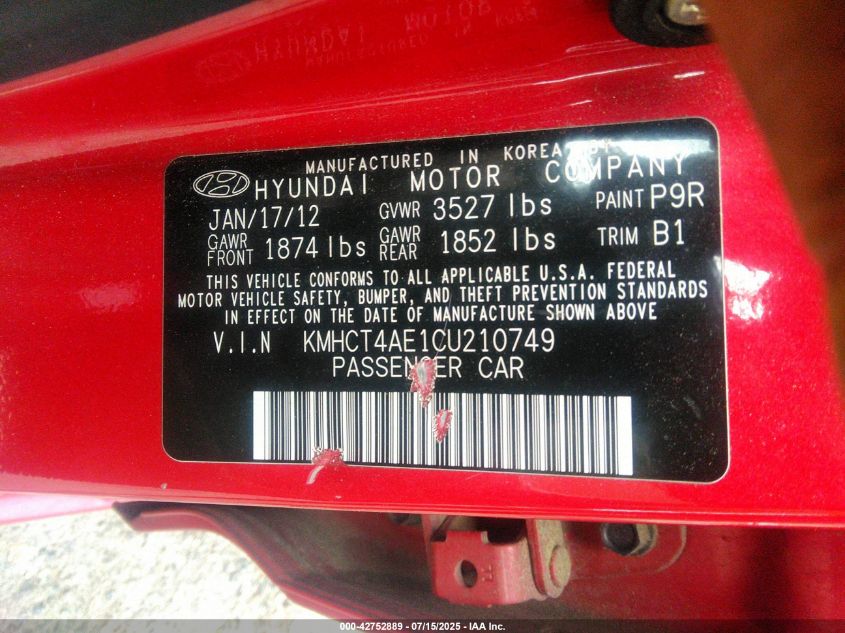 MANUFACTURED IN KOREA BY
HYUNDAI MOTOR COMPANY
JAN/17/12 GVWR 3527 lbs PAINT P9R
GAWR FRONT 1874 lbs GAWR REAR 1852 lbs TRIM B1
THIS VEHICLE CONFORMS TO ALL APPLICABLE U.S.A. FEDERAL
MOTOR VEHICLE SAFETY, BUMPER, AND THEFT PREVENTION STANDARDS
IN EFFECT ON THE DATE OF MANUFACTURE SHOWN ABOVE
V.I.N KMHCT4AE1CU210749
PASSENGER CAR
000-42752889 - 07/15/2025 - IAA Inc.